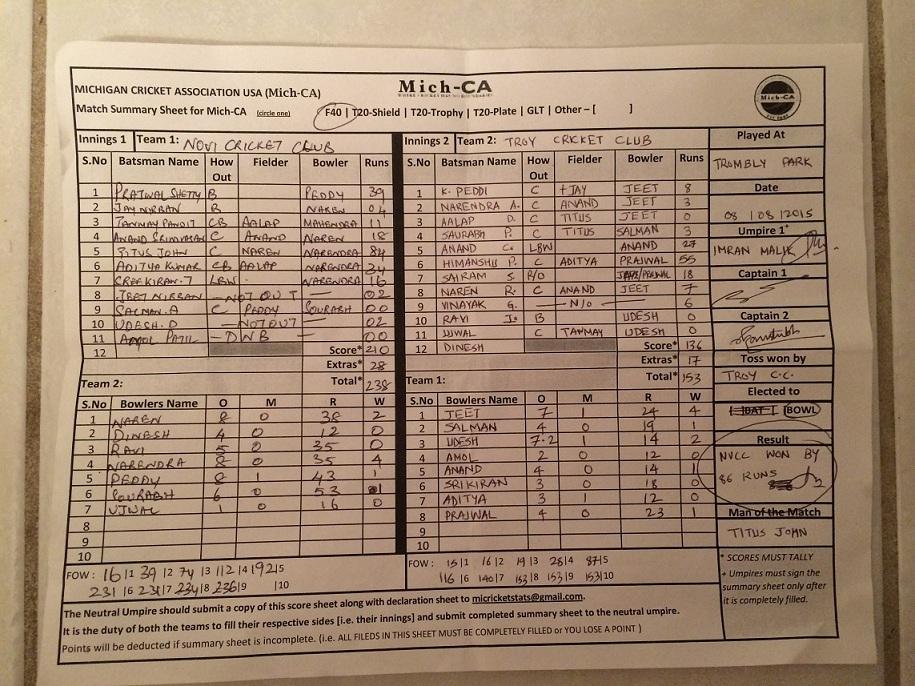 MICHIGAN CRICKET ASSOCIATION USA (Mich-CA)
Mich-CA
Match Summary Sheet for Mich-CA (circle one) F40 | T20-Shield | T20-Trophy | T20-Plate | GLT | Other – [ ]
Mich-CA
Innings 1 Team 1: NOVI CRICKET CLUB
S.No Batsman Name How Out Fielder Bowler Runs
1 PRAJWAL SHETTY B PEDDY 39
2 JAY NIRBAN B NAREN 04
3 TANMAY PANDIT CB AALAP MAHENDRA 11
4 ANAND SRINIVASAN C ANAND NAREN 18
5 TITUS JOHN C NAREN NARENDRA 84
6 ADITYA KUMAR CB AALAP NARENDRA 34
7 SREEKIRAN.T LBW NARENDRA 16
8 JEET NIRBAN — NOT OUT — 02
9 SALMAN.A C PEDDY SOURABH 00
10 UDESH.D — NOTOUT — 02
11 AMOL PATIL — DNB — 00
12 Score* 210
Extras* 28
Total* 238
Team 2:
S.No Bowlers Name O M R W
1 NAREN 8 0 38 2
2 DINESH 4 0 12 0
3 RAVI 5 0 35 0
4 NARENDRA 8 0 35 4
5 PEDDY 8 1 43 1
6 SOURABH 6 0 53 1
7 UJWAL 1 0 16 0
8
9
10
FOW : 16|1 39|2 74|3 112|4 192|5
231|6 231|7 234|8 236|9 |10
Innings 2 Team 2: TROY CRICKET CLUB
S.No Batsman Name How Out Fielder Bowler Runs
1 K. PEDDI C +JAY JEET 8
2 NARENDRA A. C ANAND JEET 3
3 AALAP D. C TITUS JEET 0
4 SAURABH P. C TITUS SALMAN 3
5 ANAND C. LBW ANAND 27
6 HIMANSHU P. C ADITYA PRAJWAL 55
7 SAIRAM S. R/O 18
8 NAREN R. C ANAND JEET 7
9 VINAYAK G. — N/O — 6
10 RAVI J. B UDESH 0
11 UJWAL C TANMAY UDESH 0
12 DINESH Score* 136
Extras* 17
Total* 153
Team 1:
S.No Bowlers Name O M R W
1 JEET 7 1 24 4
2 SALMAN 4 0 19 1
3 UDESH 7.2 1 14 2
4 AMOL 2 0 12 0
5 ANAND 4 0 14 1
6 SRIKIRAN 3 0 18 0
7 ADITYA 3 1 12 0
8 PRAJWAL 4 0 23 1
9
10
FOW : 15|1 16|2 19|3 28|4 87|5
116|6 140|7 153|8 153|9 153|10
Played At
TROMBLY PARK
Date
08 | 08 | 2015
Umpire 1*
IMRAN MALIK
Captain 1
Captain 2
Toss won by
TROY C.C.
Elected to
[BAT] [BOWL]
Result
NVCC WON BY
86 RUNS
Man of the Match
TITUS JOHN
* SCORES MUST TALLY
+ Umpires must sign the
summary sheet only after
it is completely filled.
The Neutral Umpire should submit a copy of this score sheet along with declaration sheet to micricketstats@gmail.com.
It is the duty of both the teams to fill their respective sides [i.e. their innings] and submit completed summary sheet to the neutral umpire.
Points will be deducted if summary sheet is incomplete. (i.e. ALL FILEDS IN THIS SHEET MUST BE COMPLETELY FILLED or YOU LOSE A POINT )